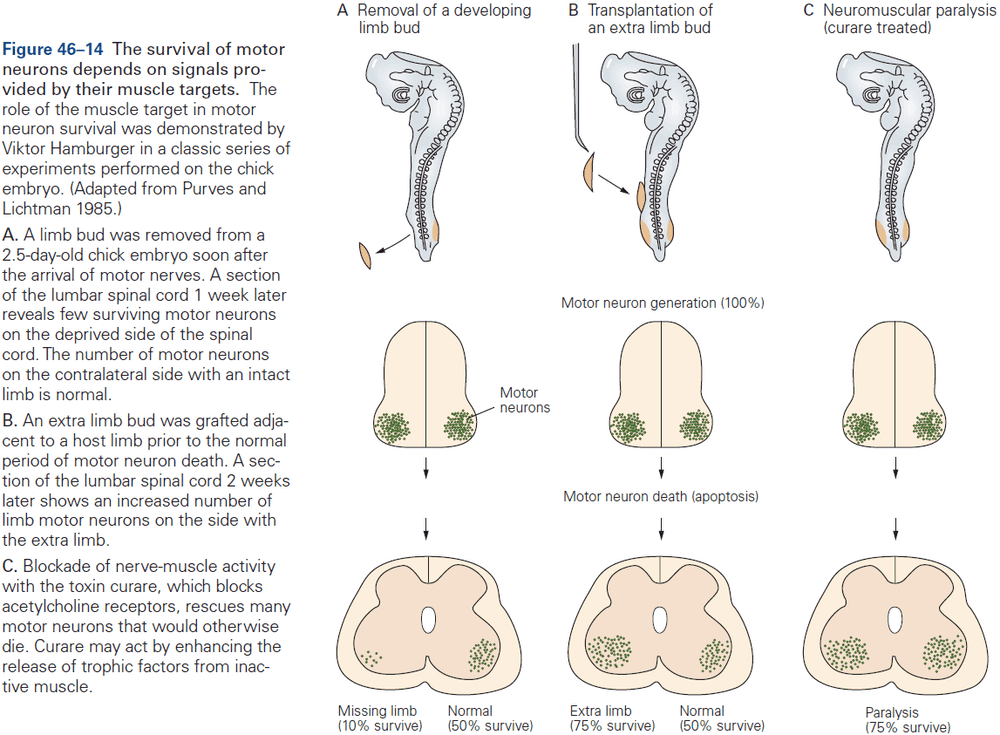 Figure 46–14 The survival of motor
neurons depends on signals pro-
vided by their muscle targets. The
role of the muscle target in motor
neuron survival was demonstrated by
Viktor Hamburger in a classic series of
experiments performed on the chick
embryo. (Adapted from Purves and
Lichtman 1985.)
A. A limb bud was removed from a
2.5-day-old chick embryo soon after
the arrival of motor nerves. A section
of the lumbar spinal cord 1 week later
reveals few surviving motor neurons
on the deprived side of the spinal
cord. The number of motor neurons
on the contralateral side with an intact
limb is normal.
B. An extra limb bud was grafted adja-
cent to a host limb prior to the normal
period of motor neuron death. A sec-
tion of the lumbar spinal cord 2 weeks
later shows an increased number of
limb motor neurons on the side with
the extra limb.
C. Blockade of nerve-muscle activity
with the toxin curare, which blocks
acetylcholine receptors, rescues many
motor neurons that would otherwise
die. Curare may act by enhancing the
release of trophic factors from inac-
tive muscle.
A Removal of a developing
limb bud
B Transplantation of
an extra limb bud
C Neuromuscular paralysis
(curare treated)
Motor neuron generation (100%)
Motor
neurons
Motor neuron death (apoptosis)
Missing limb
(10% survive)
Normal
(50% survive)
Extra limb
(75% survive)
Normal
(50% survive)
Paralysis
(75% survive)